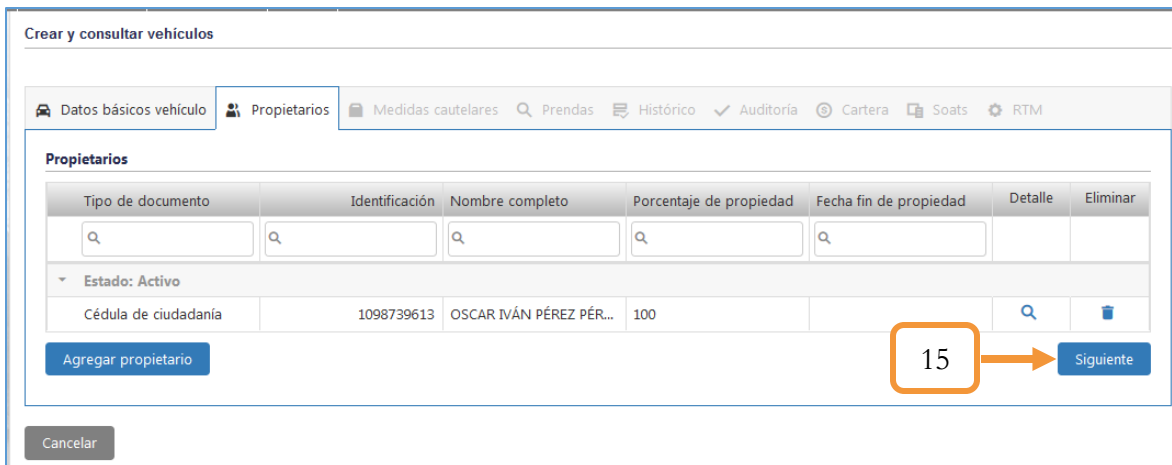 Crear y consultar vehículos
Datos básicos vehículo Propietarios Medidas cautelares Prendas Histórico Auditoría Cartera Soats RTM
Propietarios
Tipo de documento Identificación Nombre completo Porcentaje de propiedad Fecha fin de propiedad Detalle Eliminar
Estado: Activo
Cédula de ciudadanía 1098739613 OSCAR IVÁN PÉREZ PÉR... 100
Agregar propietario 15 Siguiente
Cancelar